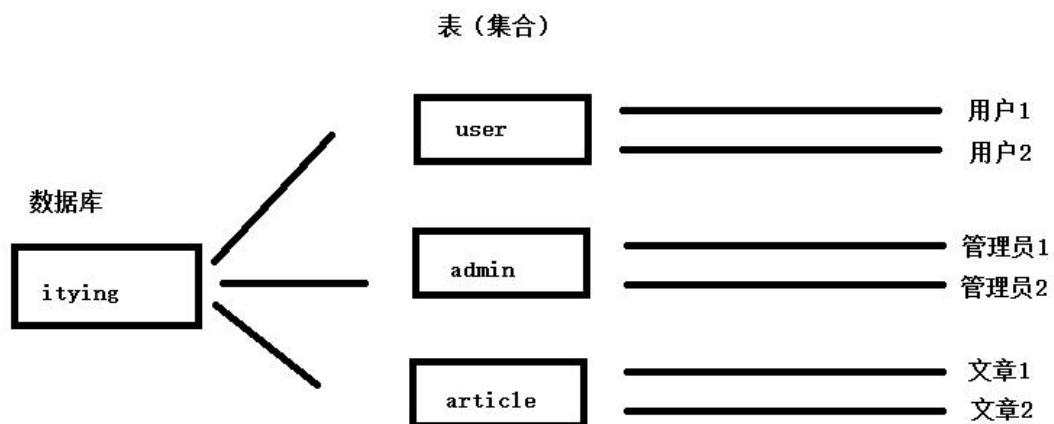 表（集合）
user
用户1
用户2
数据库
itying
admin
管理员1
管理员2
article
文章1
文章2